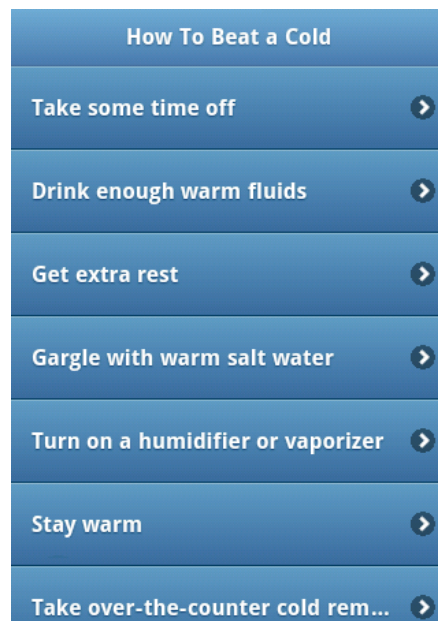 How To Beat a Cold
Take some time off
Drink enough warm fluids
Get extra rest
Gargle with warm salt water
Turn on a humidifier or vaporizer
Stay warm
Take over-the-counter cold rem...